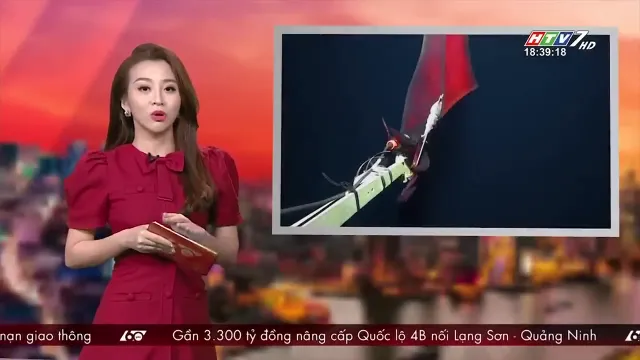 HTV7 HD
18:39:18
nạn giao thông 60 Gần 3.300 tỷ đồng nâng cấp Quốc lộ 4B nối Lạng Sơn - Quảng Ninh